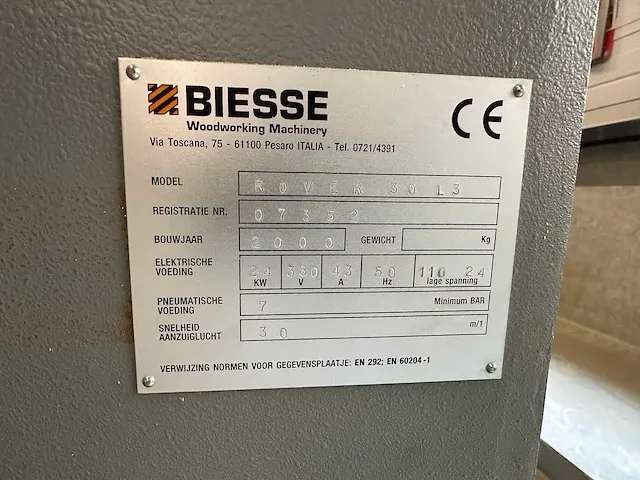 BIESSE
Woodworking Machinery
CE
Via Toscana, 75 - 61100 Pesaro ITALIA - Tel. 0721/4391
MODEL ROVER 30 L3
REGISTRATIE NR. 07352
BOUWJAAR 2000 GEWICHT Kg
ELEKTRISCHE VOEDING 24 KW 330 V 43 A 50 Hz 110 24 lage spanning
PNEUMATISCHE VOEDING 7 Minimum BAR
SNELHEID AANZUIGLUCHT 30 m/1
VERWIJZING NORMEN VOOR GEGEVENSPLAATJE: EN 292; EN 60204-1